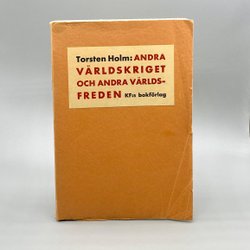 Torsten Holm: ANDRA
VÄRLDSKRIGET
OCH ANDRA VÄRLDS-
FREDEN KF:s bokförlag